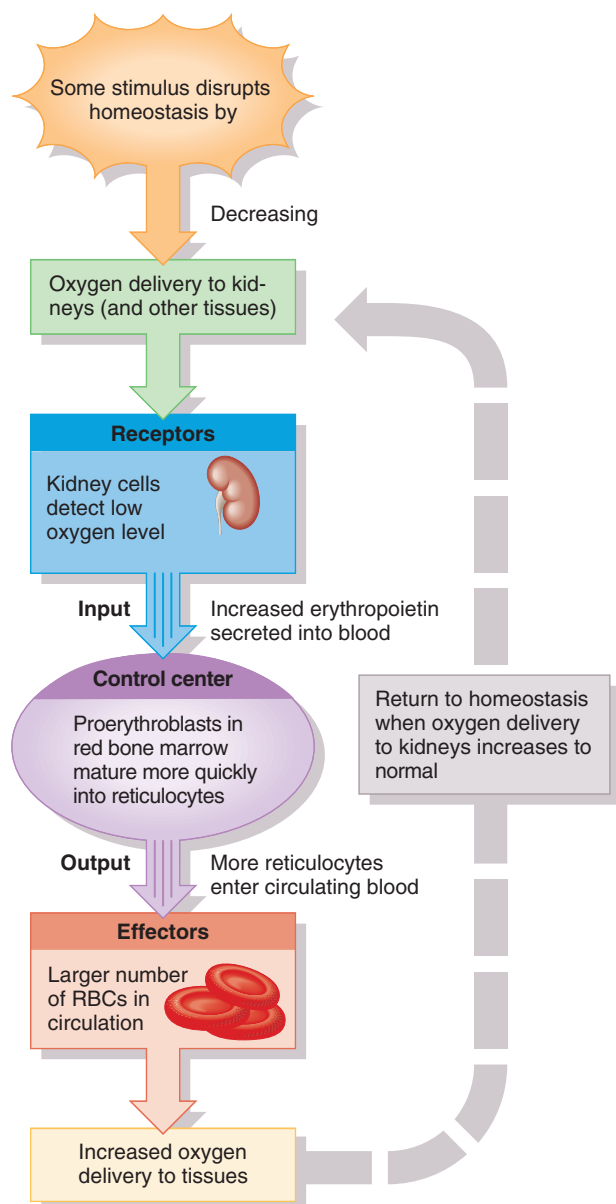 Some stimulus disrupts
homeostasis by
Decreasing
Oxygen delivery to kid-
neys (and other tissues)
Receptors
Kidney cells
detect low
oxygen level
Input
Increased erythropoietin
secreted into blood
Control center
Proerythroblasts in
red bone marrow
mature more quickly
into reticulocytes
Return to homeostasis
when oxygen delivery
to kidneys increases to
normal
Output
More reticulocytes
enter circulating blood
Effectors
Larger number
of RBCs in
circulation
Increased oxygen
delivery to tissues